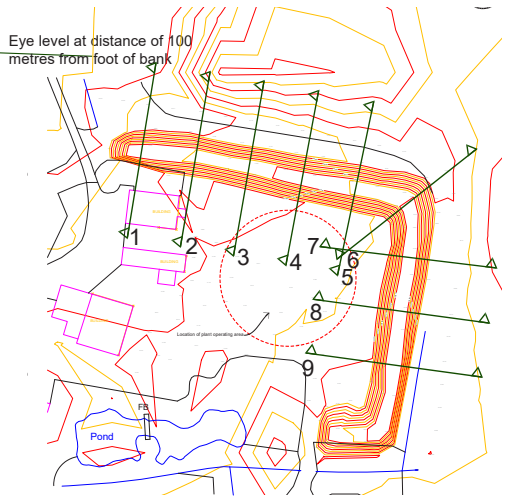 Eye level at distance of 100
metres from foot of bank
1
2
3
4
5
6
7
8
9
Location of plant operating area
FB
Pond